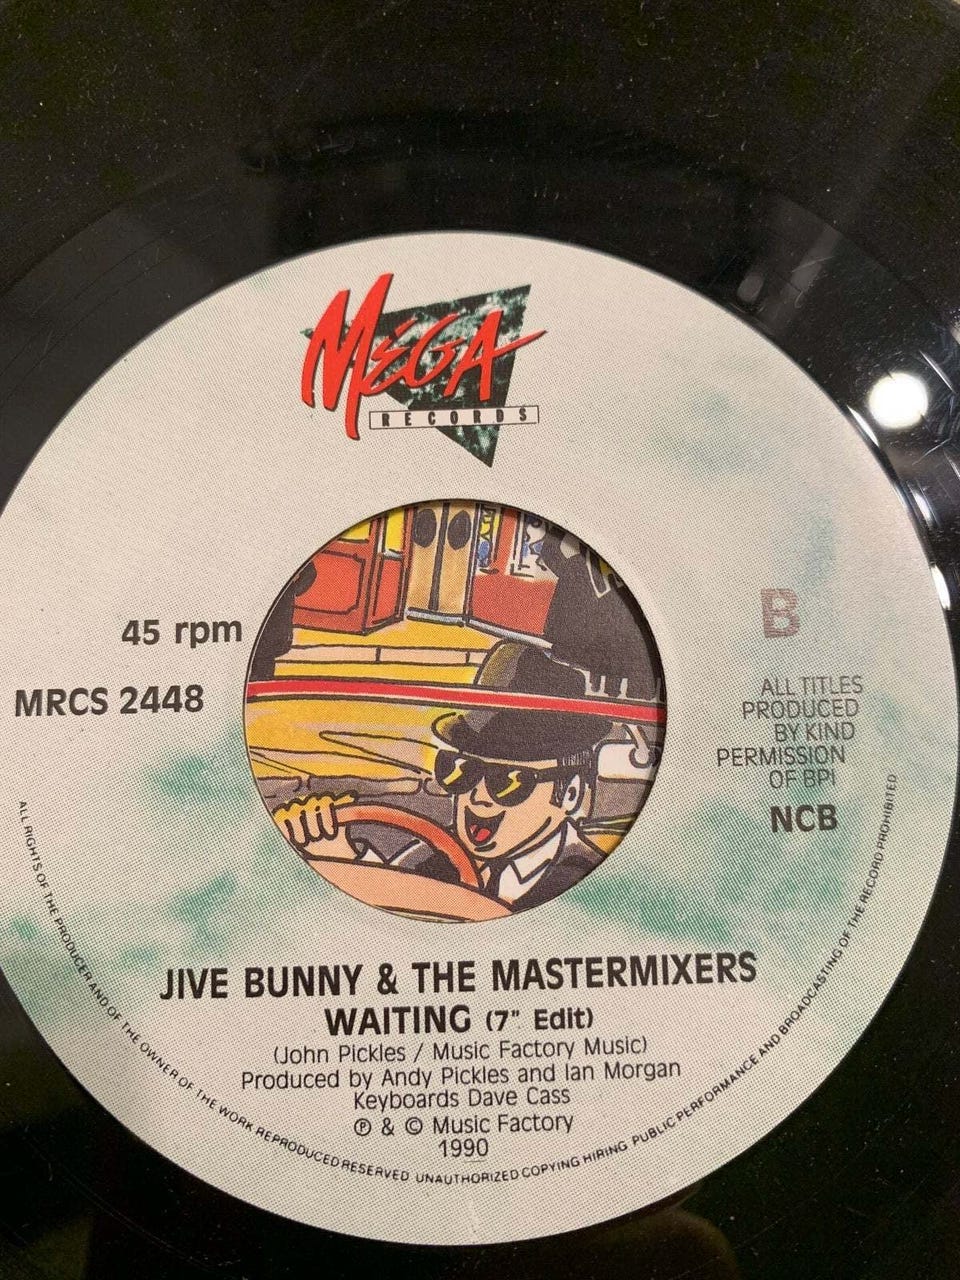 MEGA
RECORDS
45 rpm
MRCS 2448
B
ALL TITLES
PRODUCED
BY KIND
PERMISSION
OF BPI
NCB
JIVE BUNNY & THE MASTERMIXERS
WAITING (7" Edit)
(John Pickles / Music Factory Music)
Produced by Andy Pickles and Ian Morgan
Keyboards Dave Cass
℗ & © Music Factory
1990
ALL RIGHTS OF THE PRODUCER AND OF THE OWNER OF THE WORK REPRODUCED RESERVED UNAUTHORIZED COPYING HIRING PUBLIC PERFORMANCE AND BROADCASTING OF THE RECORD PROHIBITED